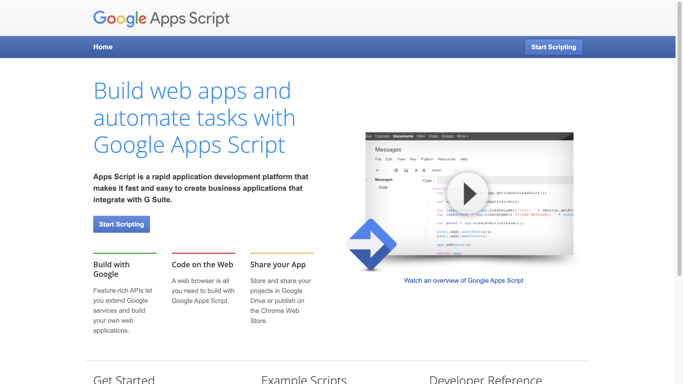 Google Apps Script
Home
Start Scripting
Build web apps and
automate tasks with
Google Apps Script
Apps Script is a rapid application development platform that
makes it fast and easy to create business applications that
integrate with G Suite.
Start Scripting
Build with
Google
Feature-rich APIs let
you extend Google
services and build
your own web
applications.
Code on the Web
A web browser is all
you need to build with
Google Apps Script.
Share your App
Store and share your
projects in Google
Drive or publish on
the Chrome Web
Store.
Calendar Documents Sites Video Groups More
Messages
File Edit View Run Publish Resources Help
Messages
Code
Code
Watch an overview of Google Apps Script
Get Started
Example Scripts
Developer Reference